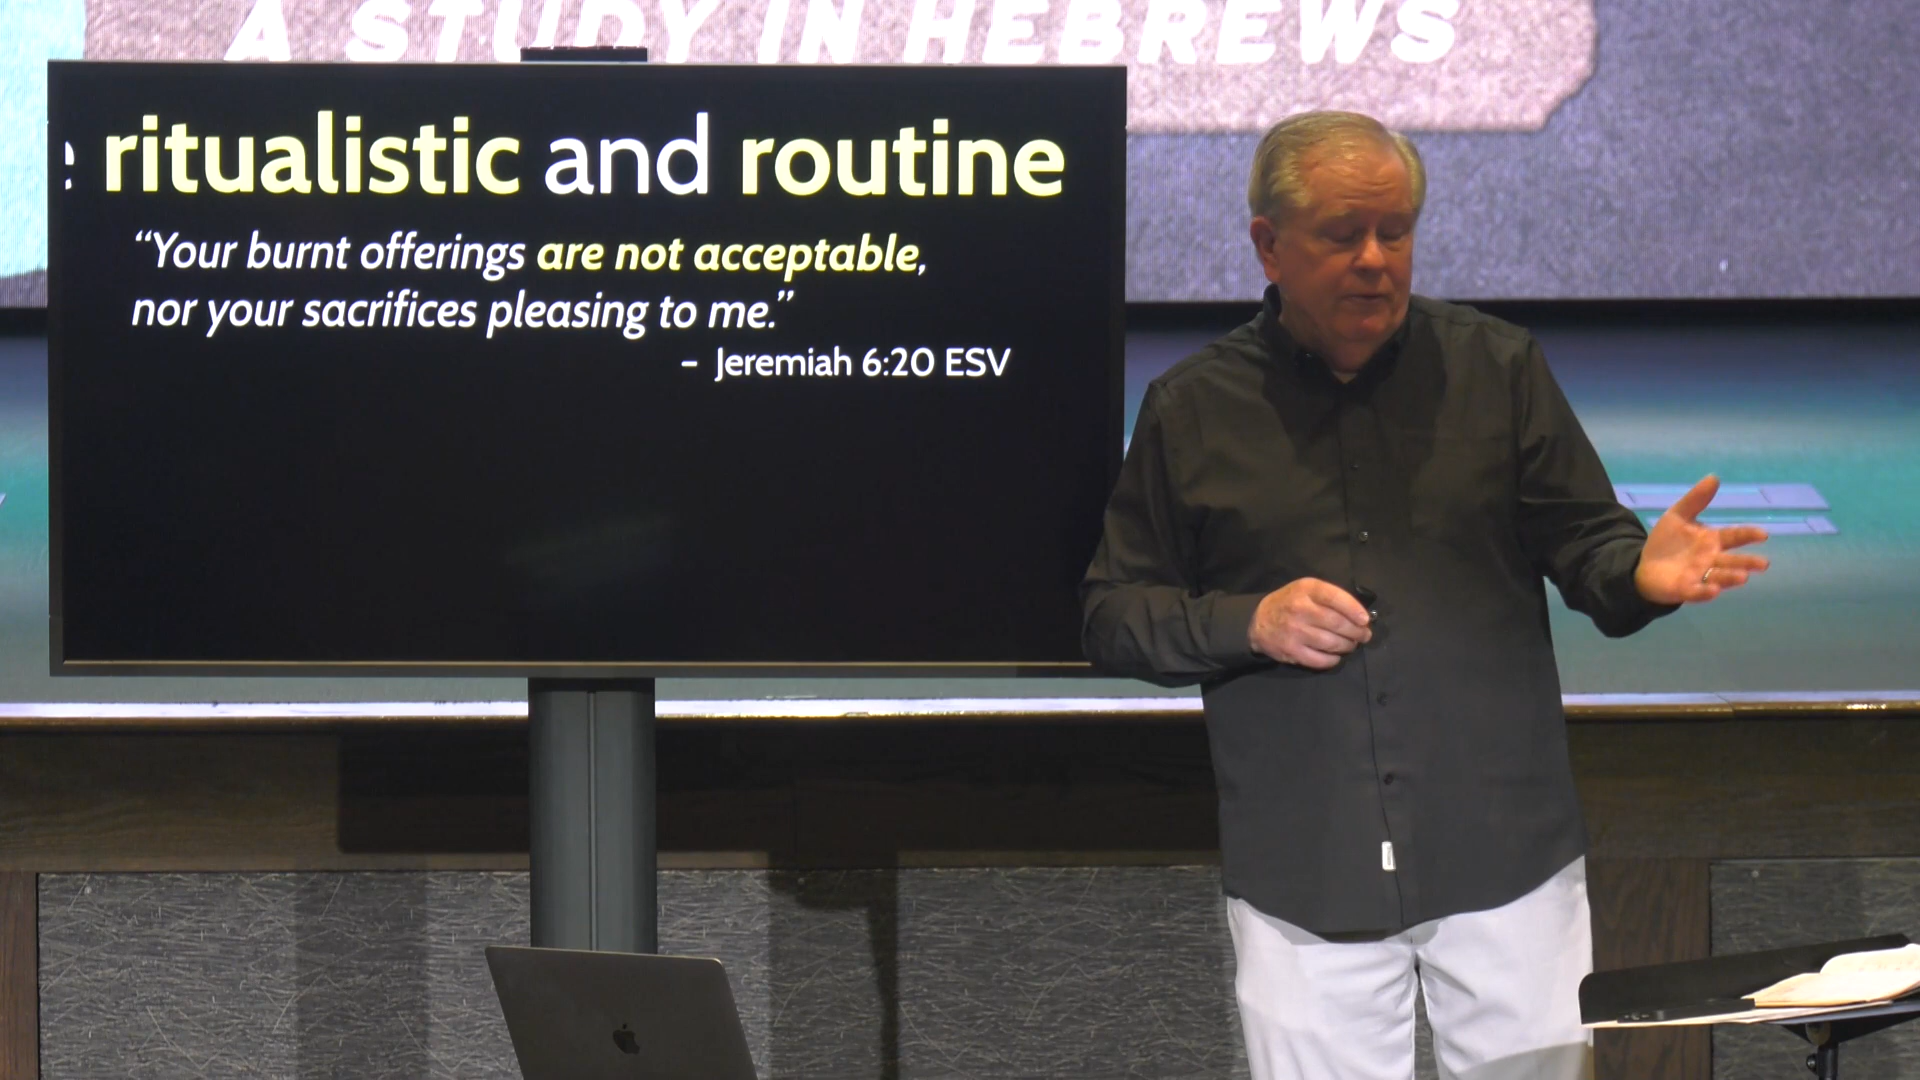 A STUDY IN HEBREWS
e ritualistic and routine
“Your burnt offerings are not acceptable,
nor your sacrifices pleasing to me.”
– Jeremiah 6:20 ESV